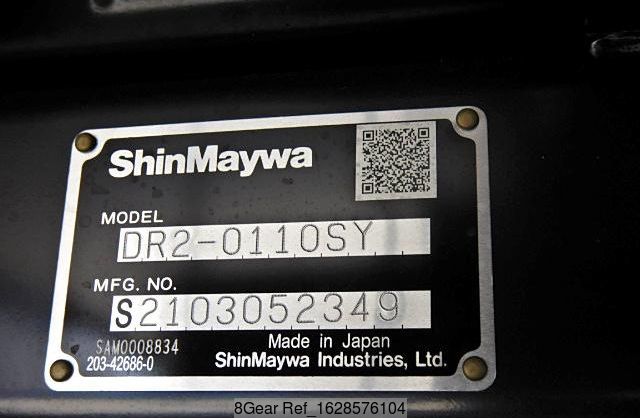 ShinMaywa
MODEL
DR2-0110SY
MFG. NO.
S2103052349
SAM0008834
203-42686-0
Made in Japan
ShinMaywa Industries, Ltd.
8Gear Ref_1628576104